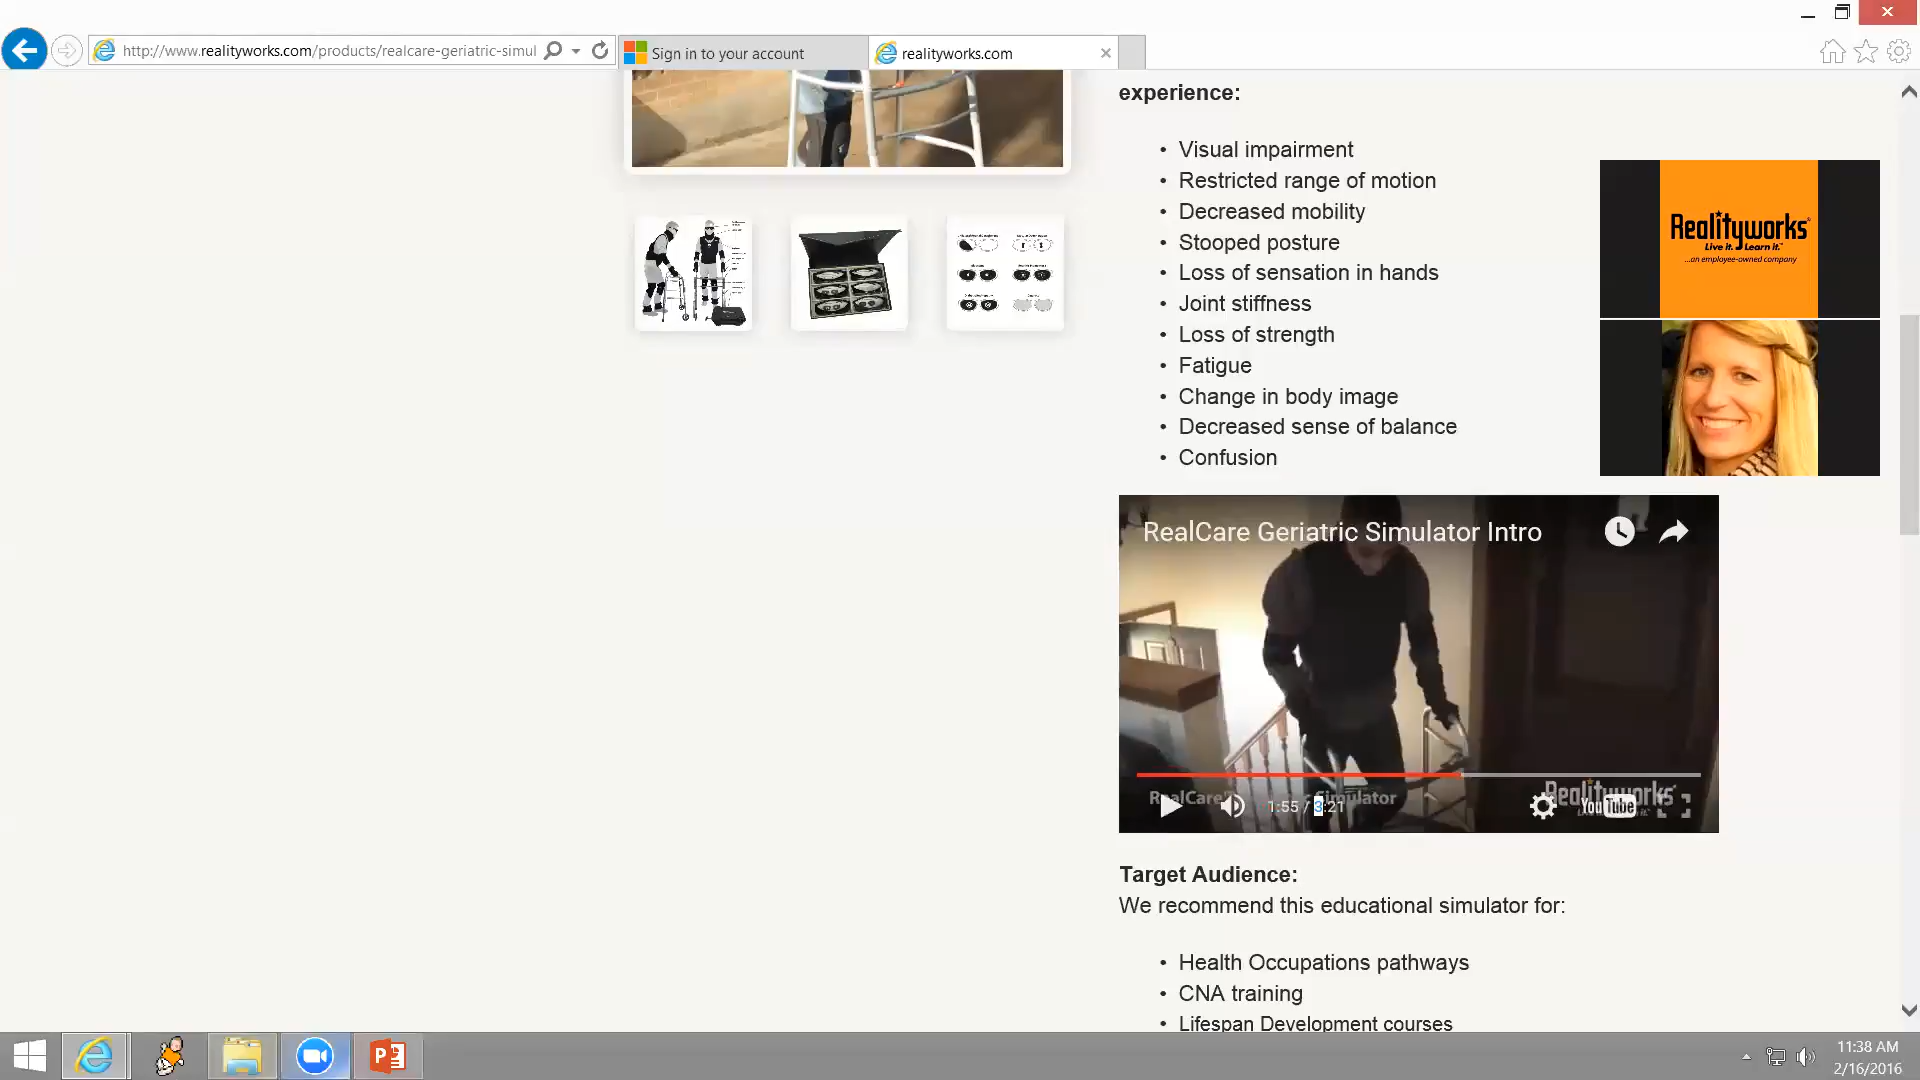 http://www.realityworks.com/products/realcare-geriatric-simul
Sign in to your account
realityworks.com
experience:
• Visual impairment
• Restricted range of motion
• Decreased mobility
• Stooped posture
• Loss of sensation in hands
• Joint stiffness
• Loss of strength
• Fatigue
• Change in body image
• Decreased sense of balance
• Confusion
Realityworks®
Live it. Learn it.™
...an employee-owned company
RealCare Geriatric Simulator Intro
RealCare Simulator
Realityworks
1:55 / 3:21
YouTube
Target Audience:
We recommend this educational simulator for:
• Health Occupations pathways
• CNA training
• Lifespan Development courses
11:38 AM
2/16/2016